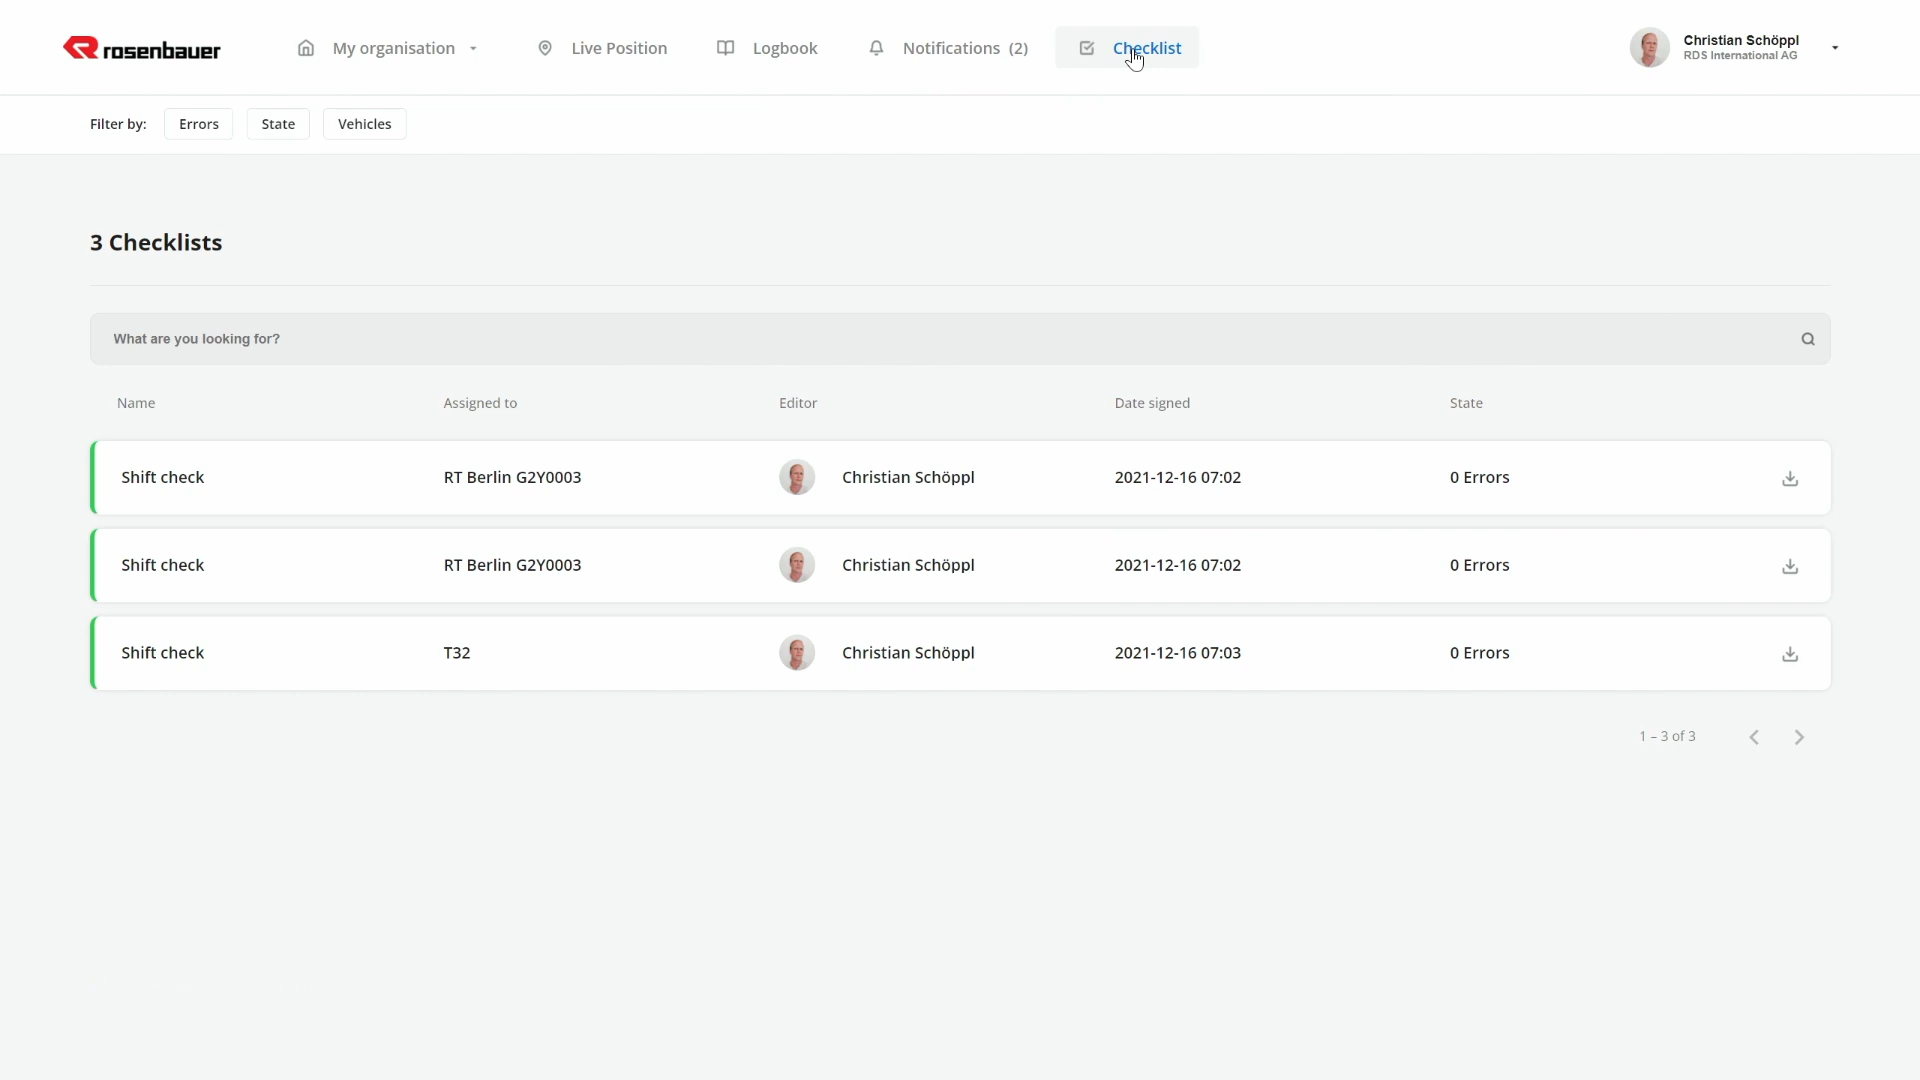 rosenbauer
My organisation
Live Position
Logbook
Notifications (2)
Checklist
Christian Schöppl
RDS International AG
Filter by:
Errors
State
Vehicles
3 Checklists
What are you looking for?
Name Assigned to Editor Date signed State
Shift check RT Berlin G2Y0003 Christian Schöppl 2021-12-16 07:02 0 Errors
Shift check RT Berlin G2Y0003 Christian Schöppl 2021-12-16 07:02 0 Errors
Shift check T32 Christian Schöppl 2021-12-16 07:03 0 Errors
1 – 3 of 3